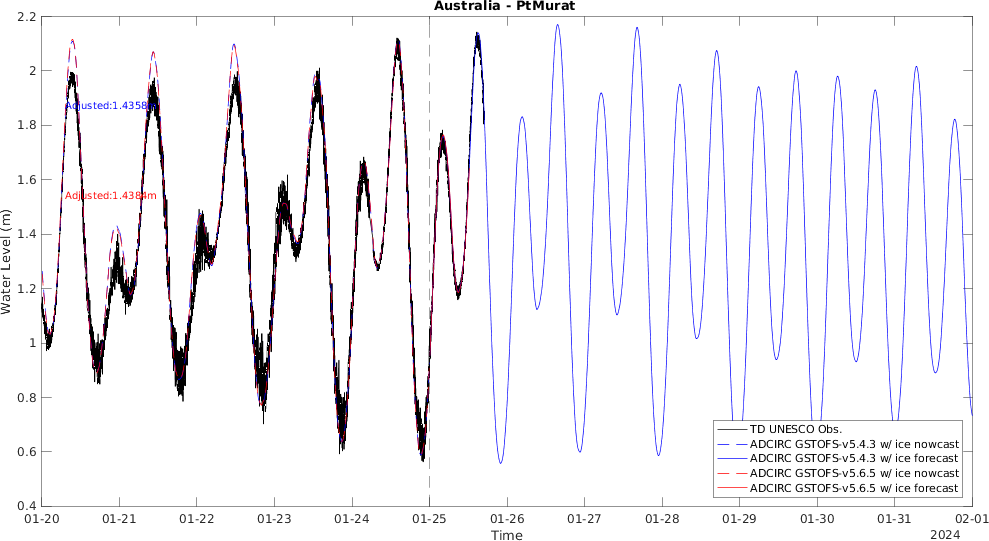 Australia - PtMurat
2.2
2
1.8
1.6
1.4
1.2
1
0.8
0.6
0.4
Water Level (m)
Adjusted:1.4358m
Adjusted:1.4384m
TD UNESCO Obs.
ADCIRC GSTOFS-v5.4.3 w/ ice nowcast
ADCIRC GSTOFS-v5.4.3 w/ ice forecast
ADCIRC GSTOFS-v5.6.5 w/ ice nowcast
ADCIRC GSTOFS-v5.6.5 w/ ice forecast
01-20 01-21 01-22 01-23 01-24 01-25 01-26 01-27 01-28 01-29 01-30 01-31 02-01
Time
2024